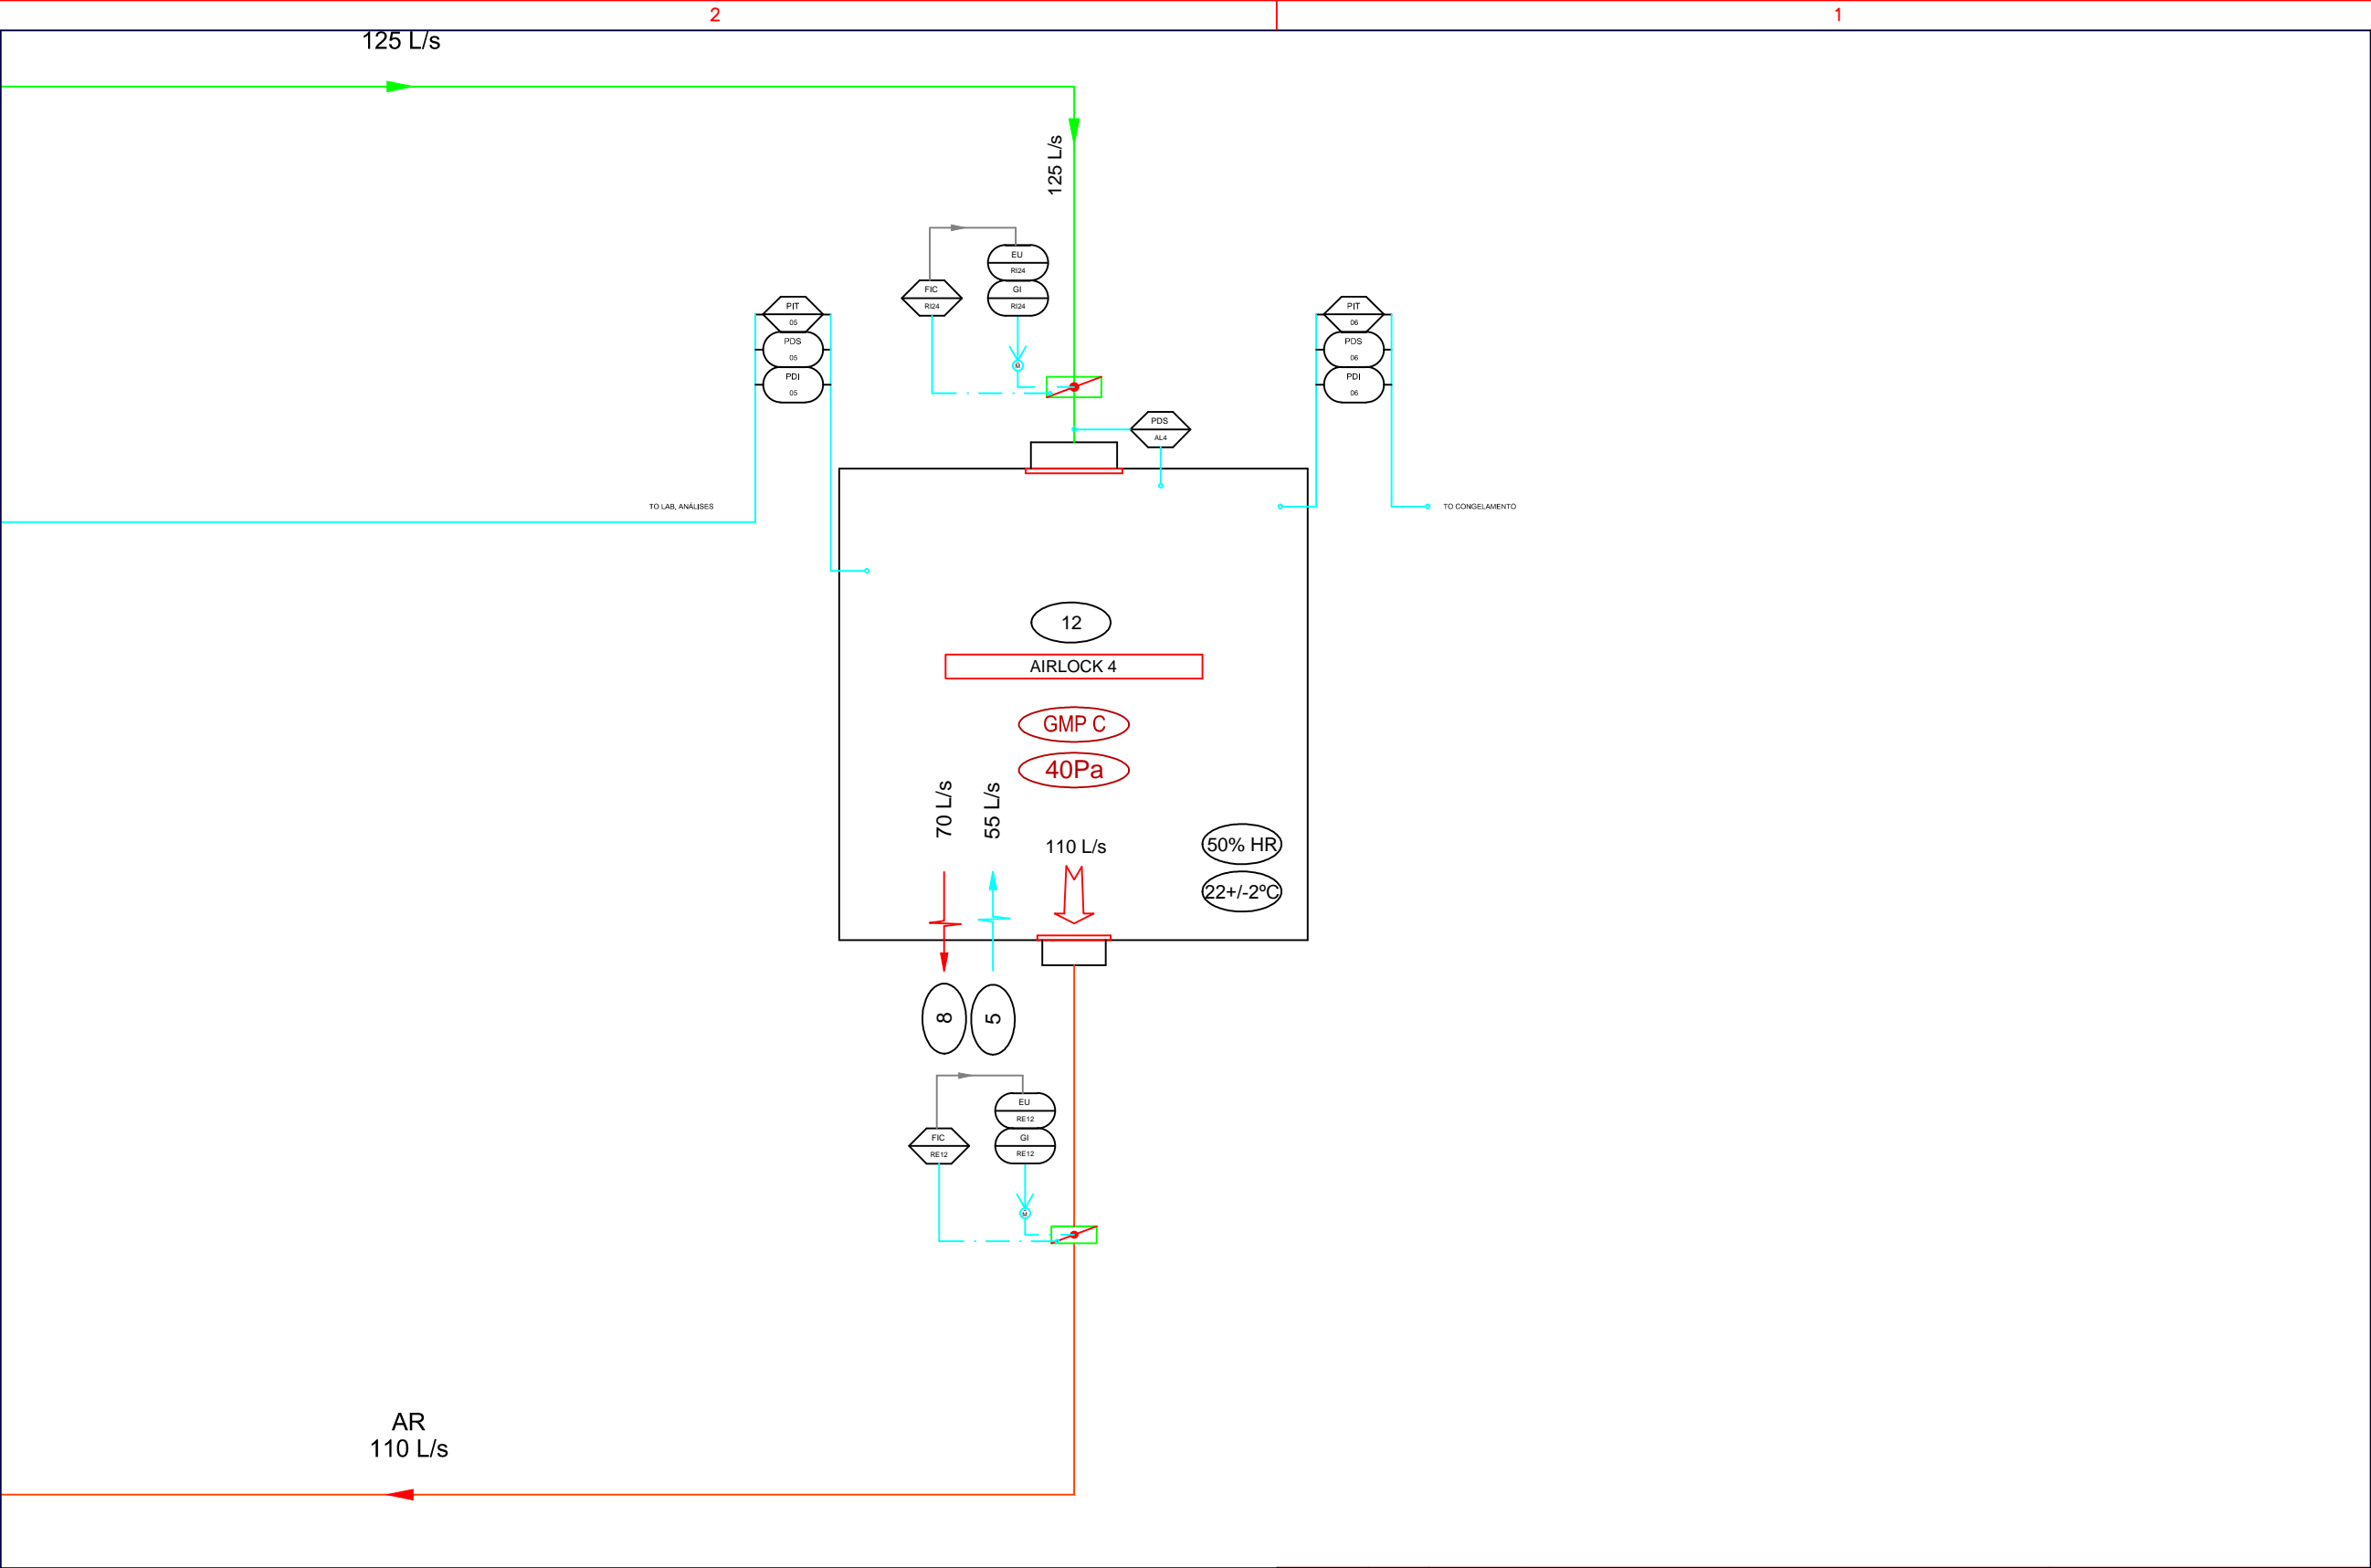 2
1
125 L/s
125 L/s
EU
RI24
FIC
RI24
GI
RI24
M
PIT
05
PDS
05
PDI
05
PIT
06
PDS
06
PDI
06
PDS
AL4
TO LAB, ANÁLISES
TO CONGELAMENTO
12
AIRLOCK 4
GMP C
40Pa
70 L/s
55 L/s
110 L/s
50% HR
22+/-2ºC
8
5
EU
RE12
FIC
RE12
GI
RE12
M
AR
110 L/s